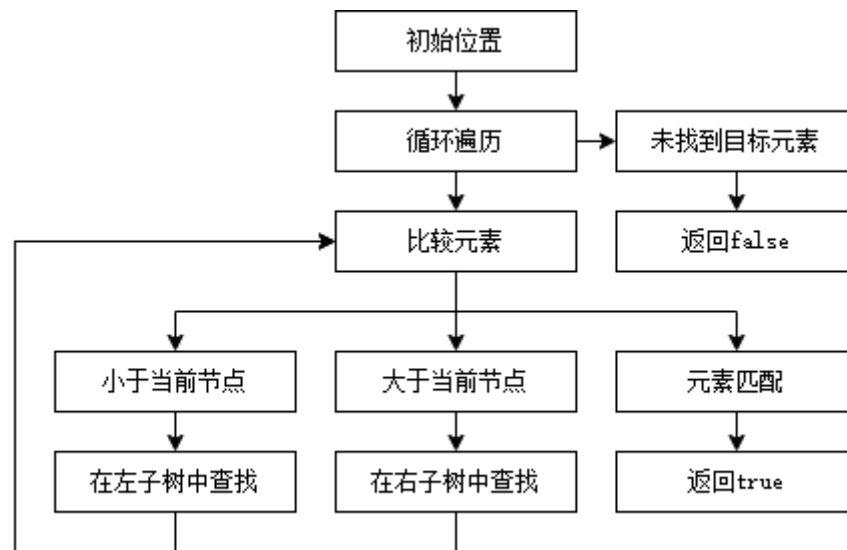 初始位置
循环遍历
未找到目标元素
比较元素
返回false
小于当前节点
大于当前节点
元素匹配
在左子树中查找
在右子树中查找
返回true